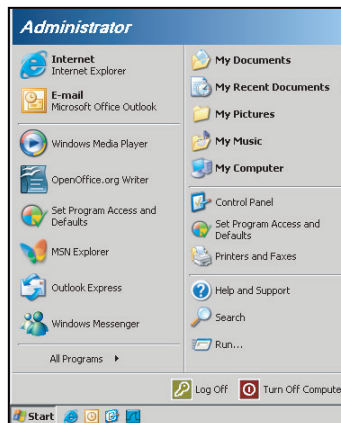 Administrator
Internet
Internet Explorer
E-mail
Microsoft Office Outlook
Windows Media Player
OpenOffice.org Writer
Set Program Access and
Defaults
MSN Explorer
Outlook Express
Windows Messenger
All Programs
My Documents
My Recent Documents
My Pictures
My Music
My Computer
Control Panel
Set Program Access and
Defaults
Printers and Faxes
Help and Support
Search
Run...
Log Off
Turn Off Compute
Start